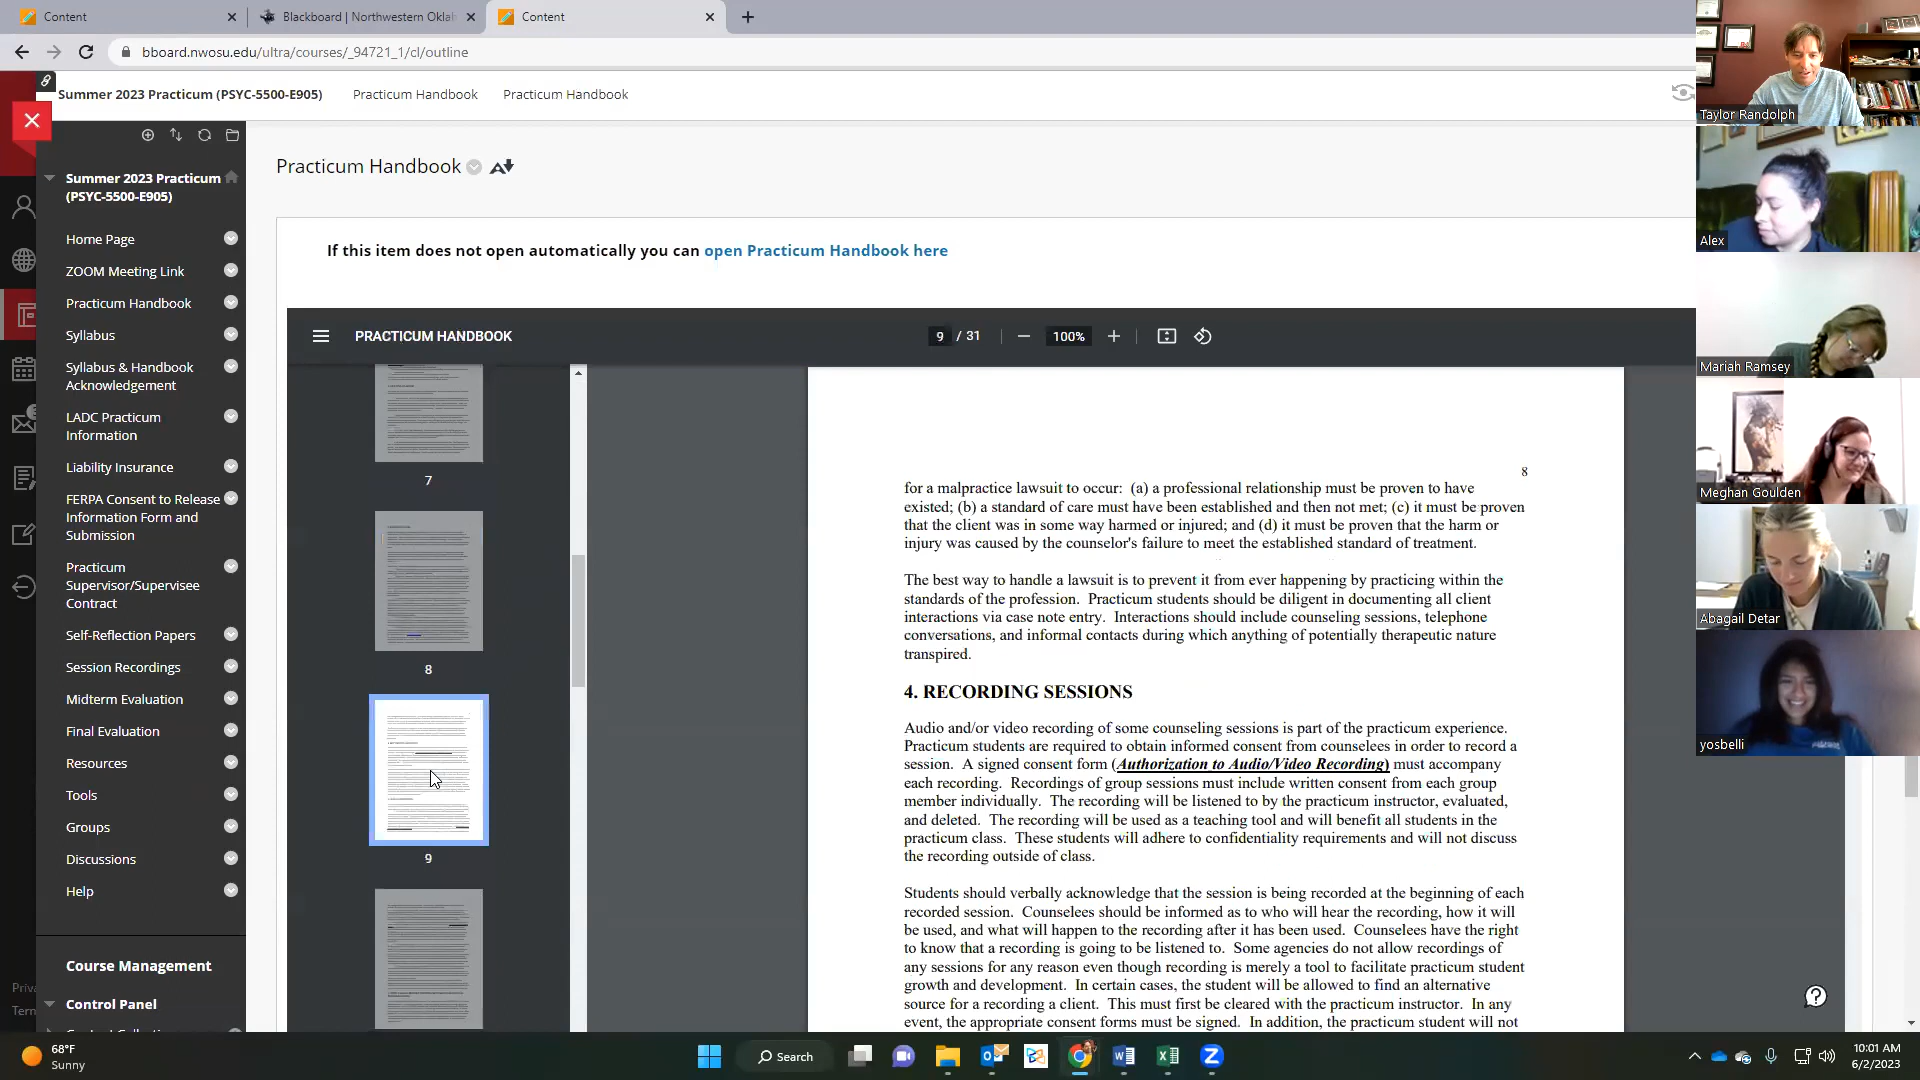 Content
Blackboard | Northwestern Oklah
Content
bboard.nwosu.edu/ultra/courses/_94721_1/cl/outline
Summer 2023 Practicum (PSYC-5500-E905)
Practicum Handbook
Practicum Handbook
Summer 2023 Practicum
(PSYC-5500-E905)
Home Page
ZOOM Meeting Link
Practicum Handbook
Syllabus
Syllabus & Handbook
Acknowledgement
LADC Practicum
Information
Liability Insurance
FERPA Consent to Release
Information Form and
Submission
Practicum
Supervisor/Supervisee
Contract
Self-Reflection Papers
Session Recordings
Midterm Evaluation
Final Evaluation
Resources
Tools
Groups
Discussions
Help
Course Management
Control Panel
Priva
Term
Practicum Handbook
If this item does not open automatically you can open Practicum Handbook here
PRACTICUM HANDBOOK
9 / 31
100%
7
8
9
8
for a malpractice lawsuit to occur: (a) a professional relationship must be proven to have
existed; (b) a standard of care must have been established and then not met; (c) it must be proven
that the client was in some way harmed or injured; and (d) it must be proven that the harm or
injury was caused by the counselor's failure to meet the established standard of treatment.
The best way to handle a lawsuit is to prevent it from ever happening by practicing within the
standards of the profession. Practicum students should be diligent in documenting all client
interactions via case note entry. Interactions should include counseling sessions, telephone
conversations, and informal contacts during which anything of potentially therapeutic nature
transpired.
4. RECORDING SESSIONS
Audio and/or video recording of some counseling sessions is part of the practicum experience.
Practicum students are required to obtain informed consent from counselees in order to record a
session. A signed consent form (Authorization to Audio/Video Recording) must accompany
each recording. Recordings of group sessions must include written consent from each group
member individually. The recording will be listened to by the practicum instructor, evaluated,
and deleted. The recording will be used as a teaching tool and will benefit all students in the
practicum class. These students will adhere to confidentiality requirements and will not discuss
the recording outside of class.
Students should verbally acknowledge that the session is being recorded at the beginning of each
recorded session. Counselees should be informed as to who will hear the recording, how it will
be used, and what will happen to the recording after it has been used. Counselees have the right
to know that a recording is going to be listened to. Some agencies do not allow recordings of
any sessions for any reason even though recording is merely a tool to facilitate practicum student
growth and development. In certain cases, the student will be allowed to find an alternative
source for a recording a client. This must first be cleared with the practicum instructor. In any
event, the appropriate consent forms must be signed. In addition, the practicum student will not
Taylor Randolph
Alex
Mariah Ramsey
Meghan Goulden
Abagail Detar
yosbelli
68°F
Sunny
Search
10:01 AM
6/2/2023